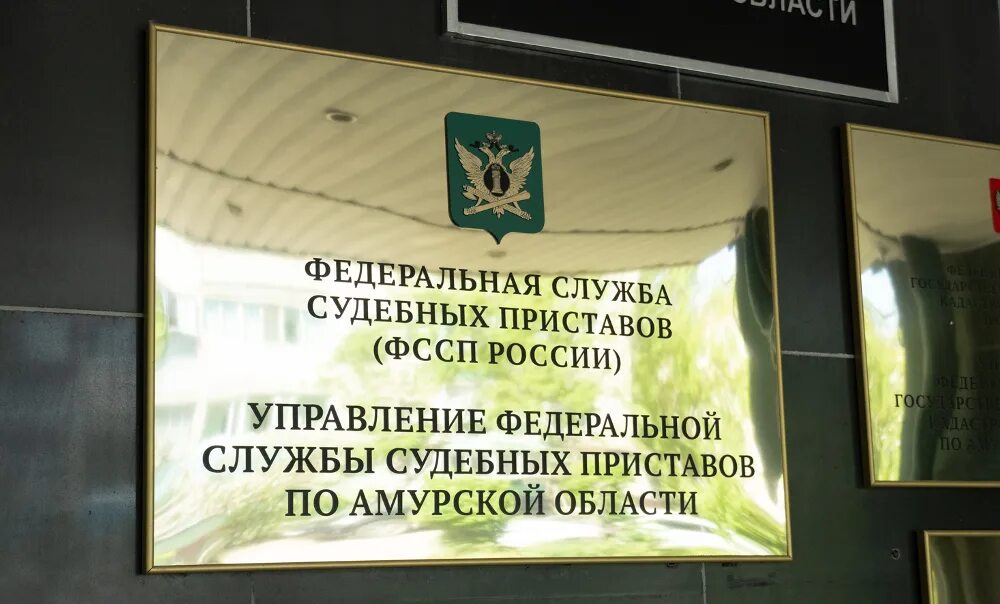 ОБЛАСТИ
ФЕДЕРАЛЬНАЯ СЛУЖБА
СУДЕБНЫХ ПРИСТАВОВ
(ФССП РОССИИ)
УПРАВЛЕНИЕ ФЕДЕРАЛЬНОЙ
СЛУЖБЫ СУДЕБНЫХ ПРИСТАВОВ
ПО АМУРСКОЙ ОБЛАСТИ